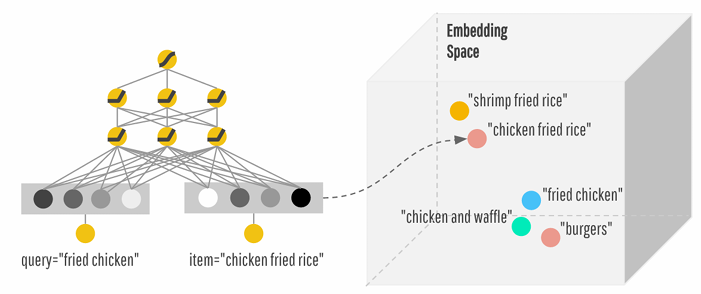 Embedding
Space
"shrimp fried rice"
"chicken fried rice"
"fried chicken"
"chicken and waffle"
"burgers"
query="fried chicken"
item="chicken fried rice"